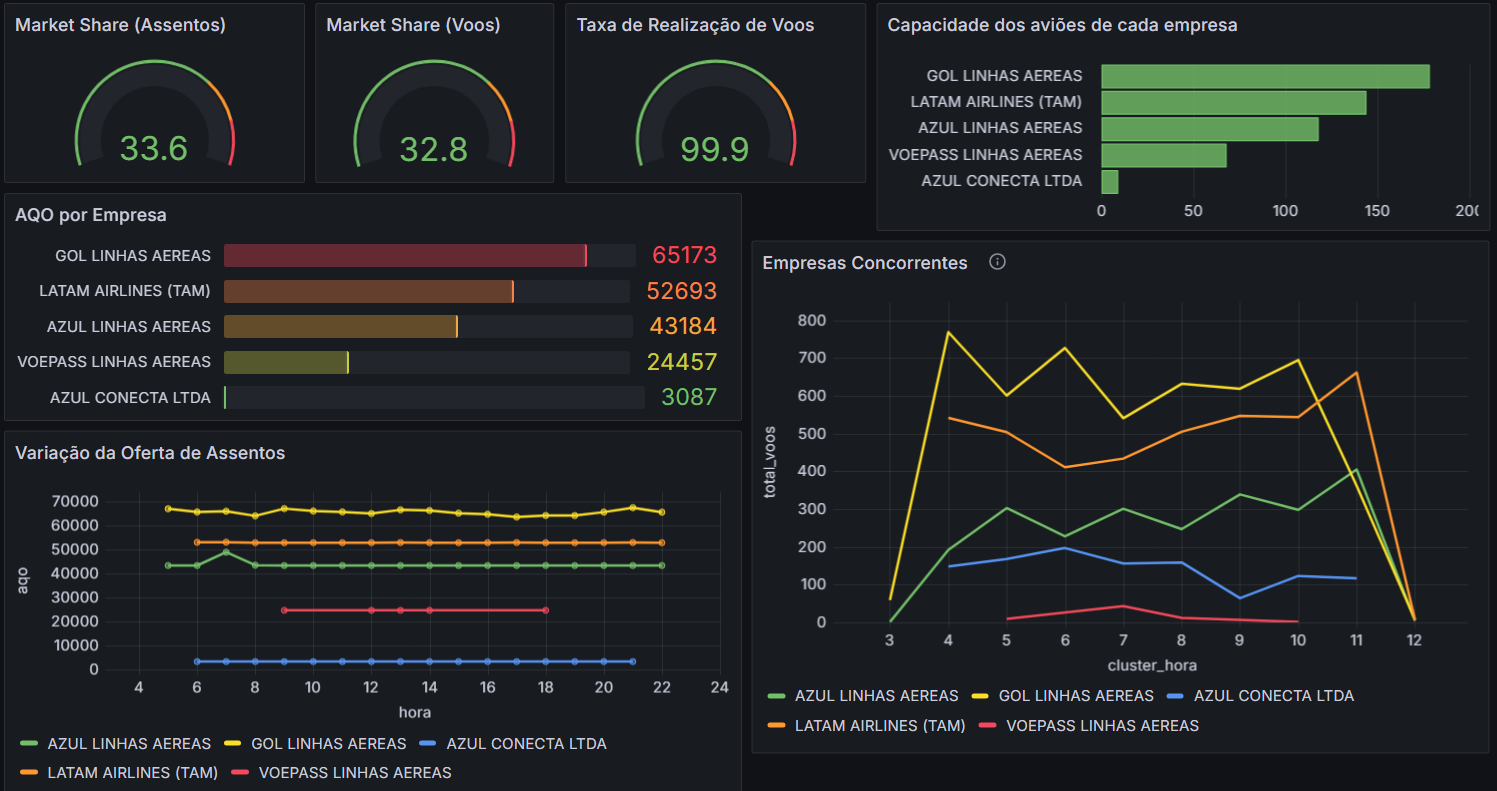 Market Share (Assentos)
33.6
Market Share (Voos)
32.8
Taxa de Realização de Voos
99.9
Capacidade dos aviões de cada empresa
GOL LINHAS AEREAS
LATAM AIRLINES (TAM)
AZUL LINHAS AEREAS
VOEPASS LINHAS AEREAS
AZUL CONECTA LTDA
0 50 100 150 200
AQO por Empresa
GOL LINHAS AEREAS 65173
LATAM AIRLINES (TAM) 52693
AZUL LINHAS AEREAS 43184
VOEPASS LINHAS AEREAS 24457
AZUL CONECTA LTDA 3087
Empresas Concorrentes
800
700
600
500
400
300
200
100
0
total_voos
3 4 5 6 7 8 9 10 11 12
cluster_hora
AZUL LINHAS AEREAS GOL LINHAS AEREAS AZUL CONECTA LTDA
LATAM AIRLINES (TAM) VOEPASS LINHAS AEREAS
Variação da Oferta de Assentos
70000
60000
50000
40000
30000
20000
10000
0
aqo
4 6 8 10 12 14 16 18 20 22 24
hora
AZUL LINHAS AEREAS GOL LINHAS AEREAS AZUL CONECTA LTDA
LATAM AIRLINES (TAM) VOEPASS LINHAS AEREAS